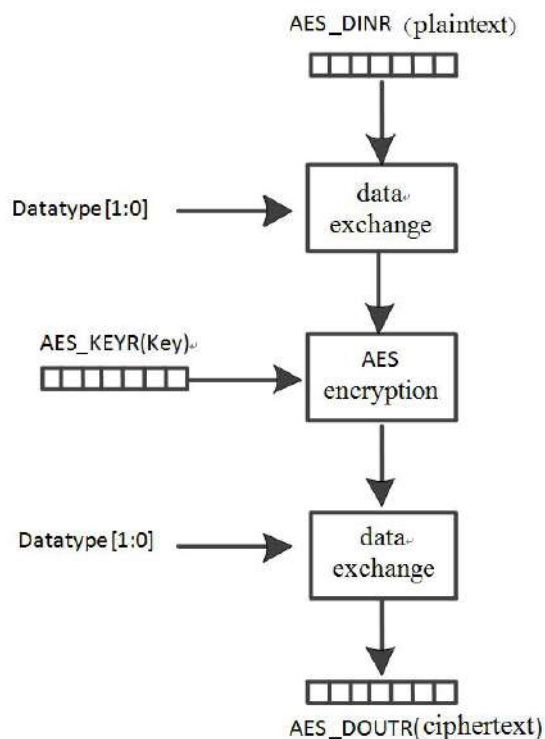 AES_DINR (plaintext)
data
exchange
Datatype[1:0]
AES_KEYR(Key)
AES
encryption
Datatype[1:0]
data
exchange
AES_DOUTR(ciphertext)